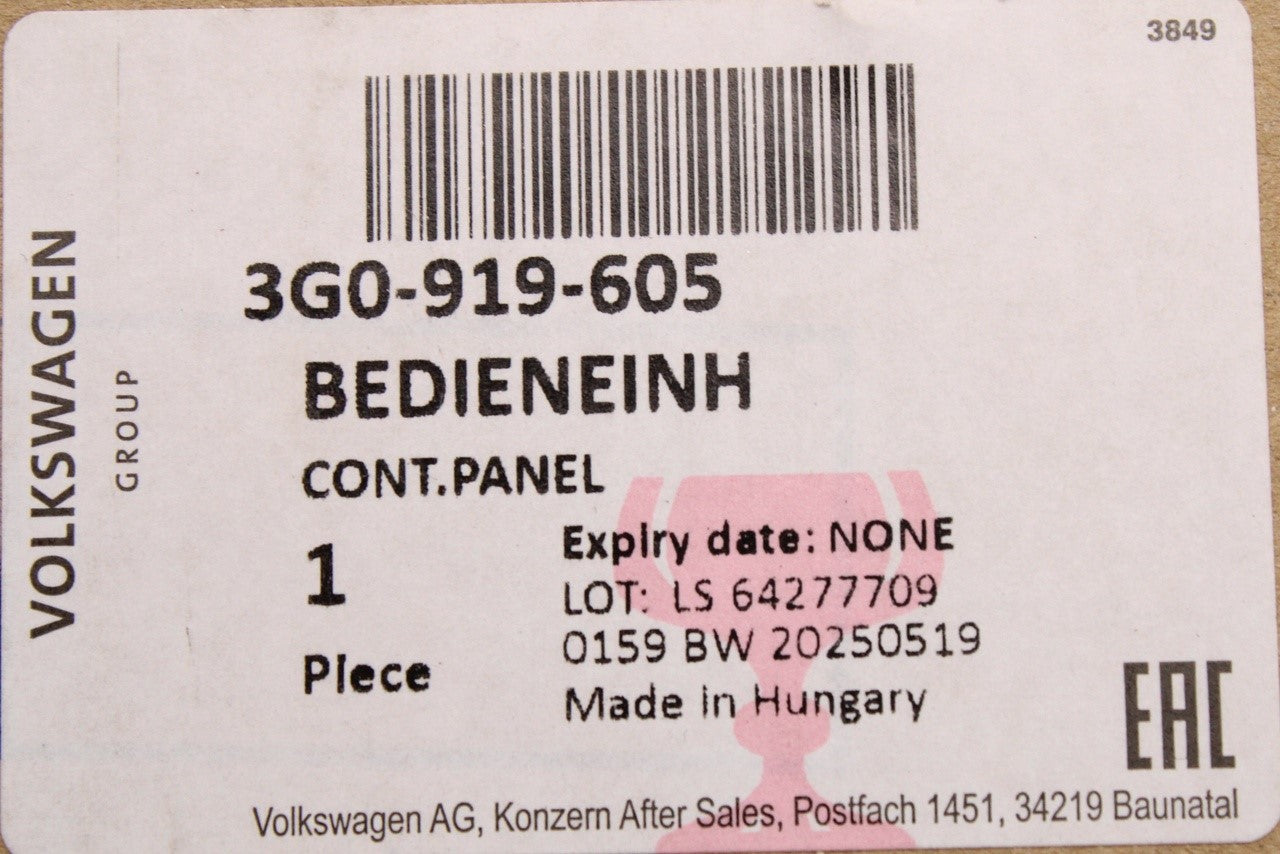 3849
VOLKSWAGEN
GROUP
3G0-919-605
BEDIENEINH
CONT.PANEL
1
Piece
Expiry date: NONE
LOT: LS 64277709
0159 BW 20250519
Made in Hungary
EAC
Volkswagen AG, Konzern After Sales, Postfach 1451, 34219 Baunatal